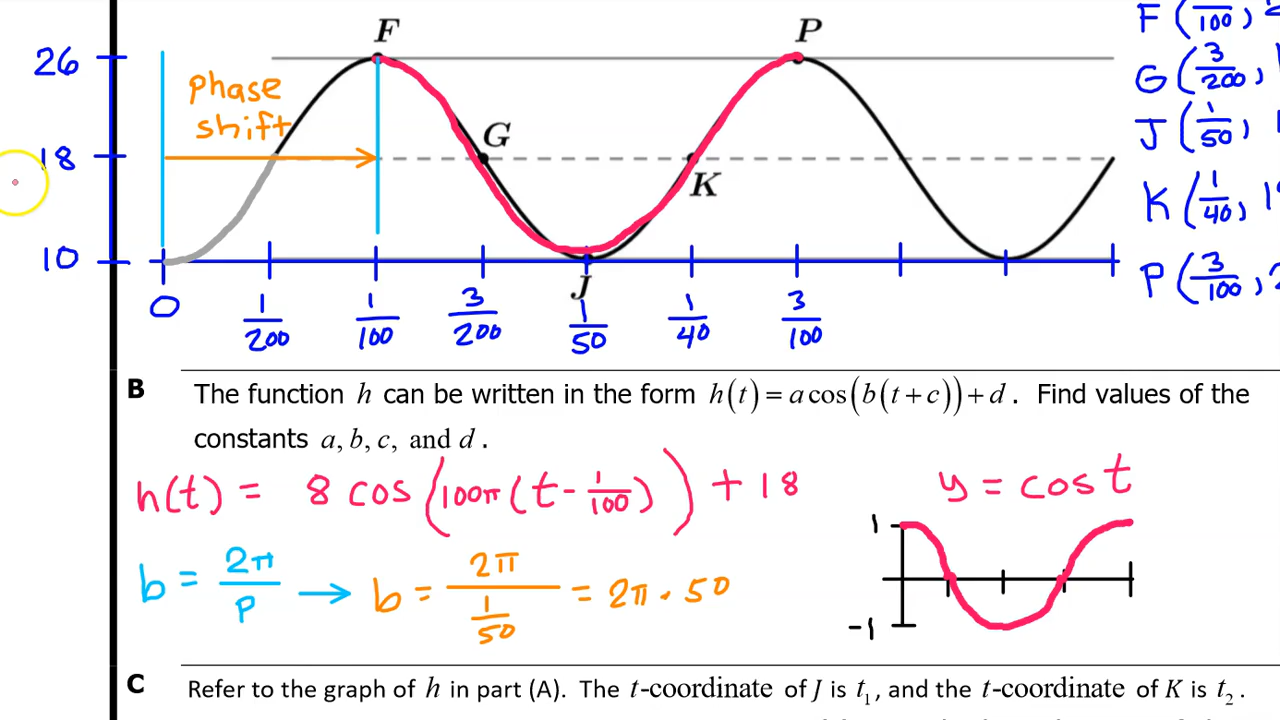 F P
26
phase
shift
18
G
K
10
J
0 1/200 1/100 3/200 1/50 1/40 3/100
F (1/100,
G (3/200,
J (1/50,
K (1/40,
P (3/100,
B The function h can be written in the form h(t) = a cos(b(t+c)) + d. Find values of the
constants a, b, c, and d.
h(t) = 8 cos(100π(t - 1/100)) + 18
y = cos t
1
-1
b = 2π/P → b = 2π/(1/50) = 2π · 50
C Refer to the graph of h in part (A). The t-coordinate of J is t₁, and the t-coordinate of K is t₂.